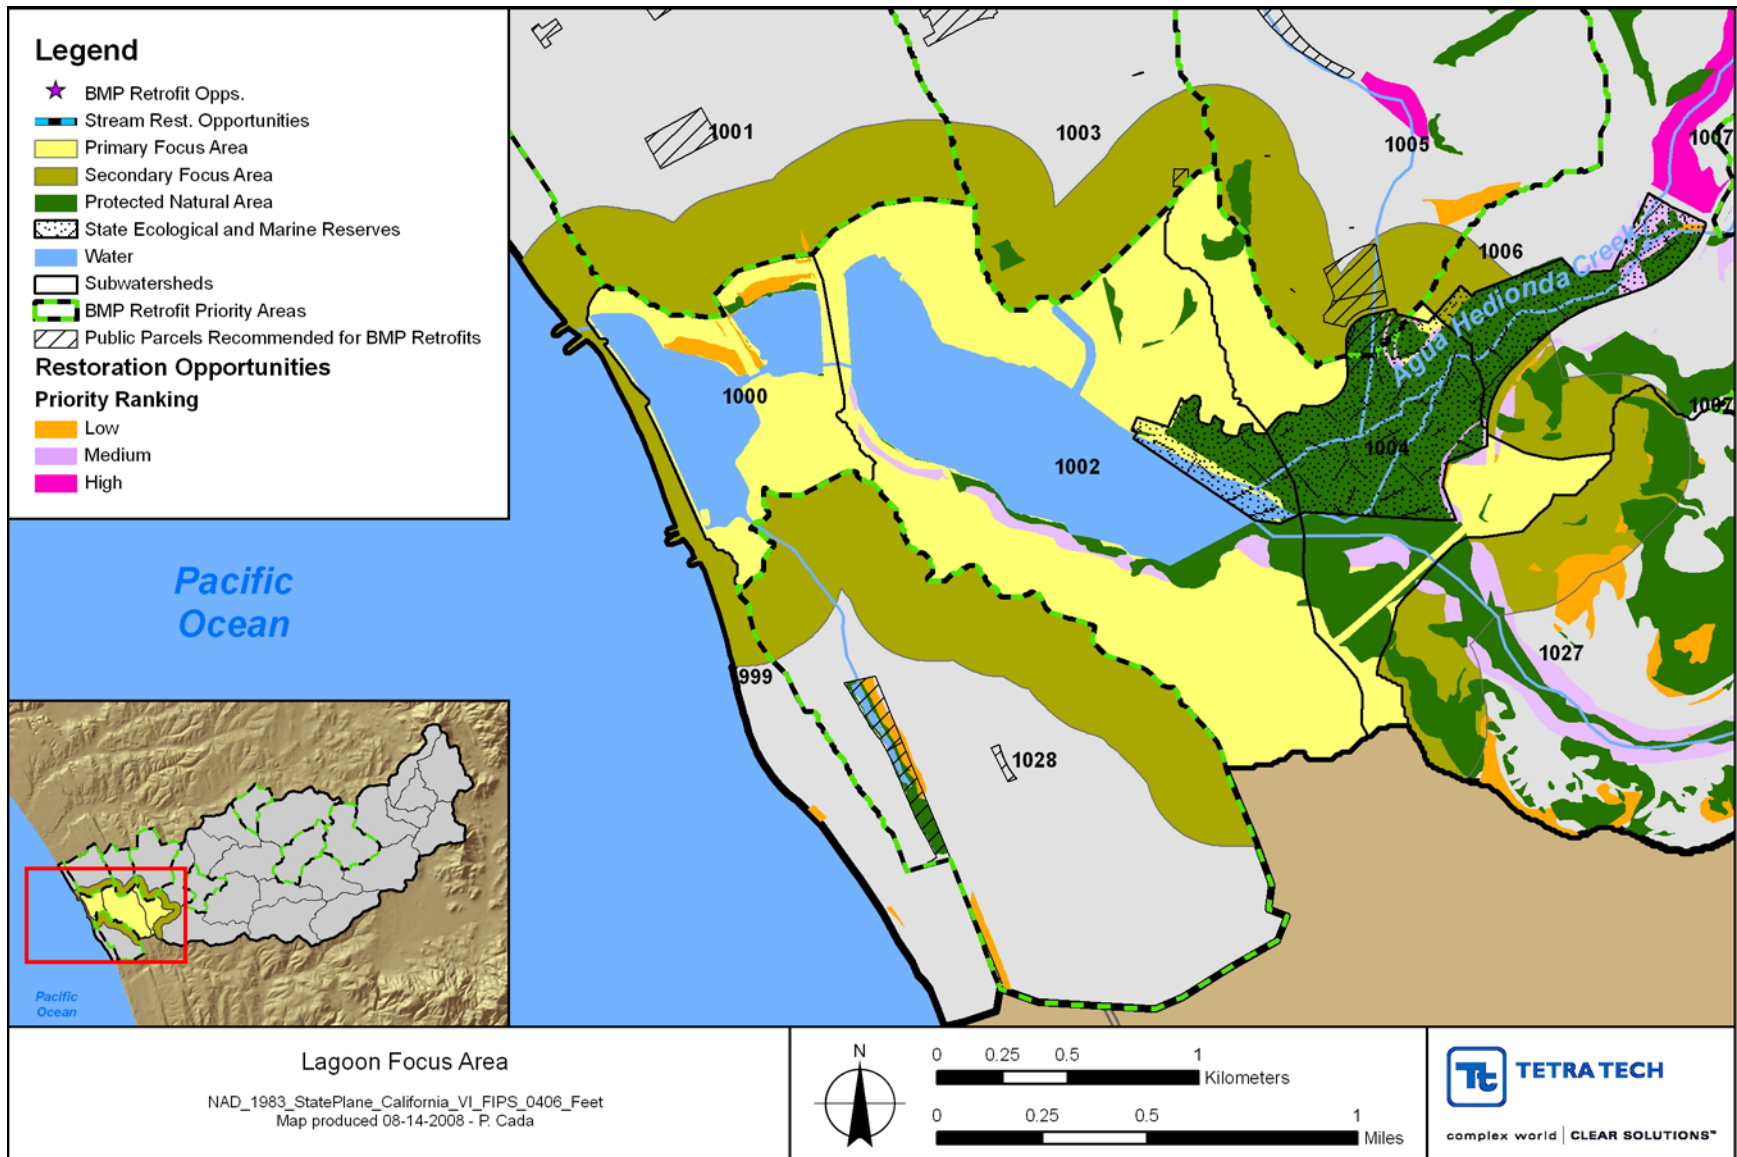 Legend
BMP Retrofit Opps.
Stream Rest. Opportunities
Primary Focus Area
Secondary Focus Area
Protected Natural Area
State Ecological and Marine Reserves
Water
Subwatersheds
BMP Retrofit Priority Areas
Public Parcels Recommended for BMP Retrofits
Restoration Opportunities
Priority Ranking
Low
Medium
High
1001
1003
1005
1007
1006
Agua Hedionda Creek
1000
1007
1002
1004
Pacific
Ocean
999
1027
1028
Pacific
Ocean
Lagoon Focus Area
NAD_1983_StatePlane_California_VI_FIPS_0406_Feet
Map produced 08-14-2008 - P. Cada
N
0 0.25 0.5 1
Kilometers
0 0.25 0.5 1
Miles
Tt TETRA TECH
complex world | CLEAR SOLUTIONS™